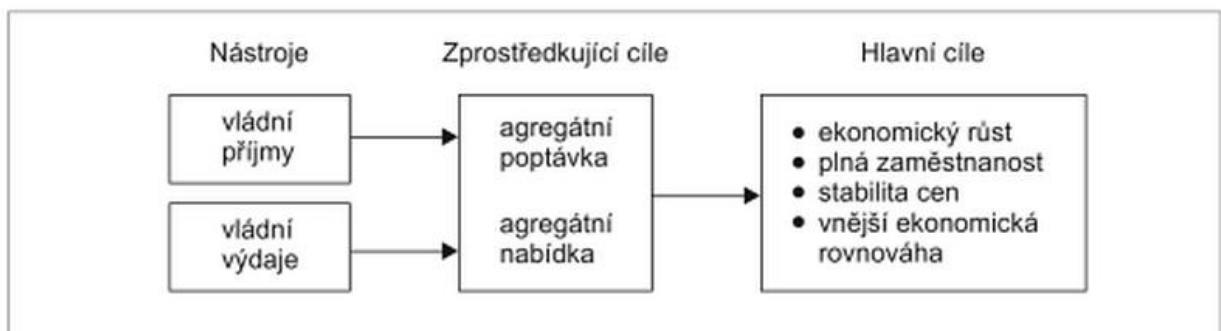 Nástroje
Zprostředkující cíle
Hlavní cíle
vládní
příjmy
vládní
výdaje
agregátní
poptávka
agregátní
nabídka
● ekonomický růst
● plná zaměstnanost
● stabilita cen
● vnější ekonomická
rovnováha